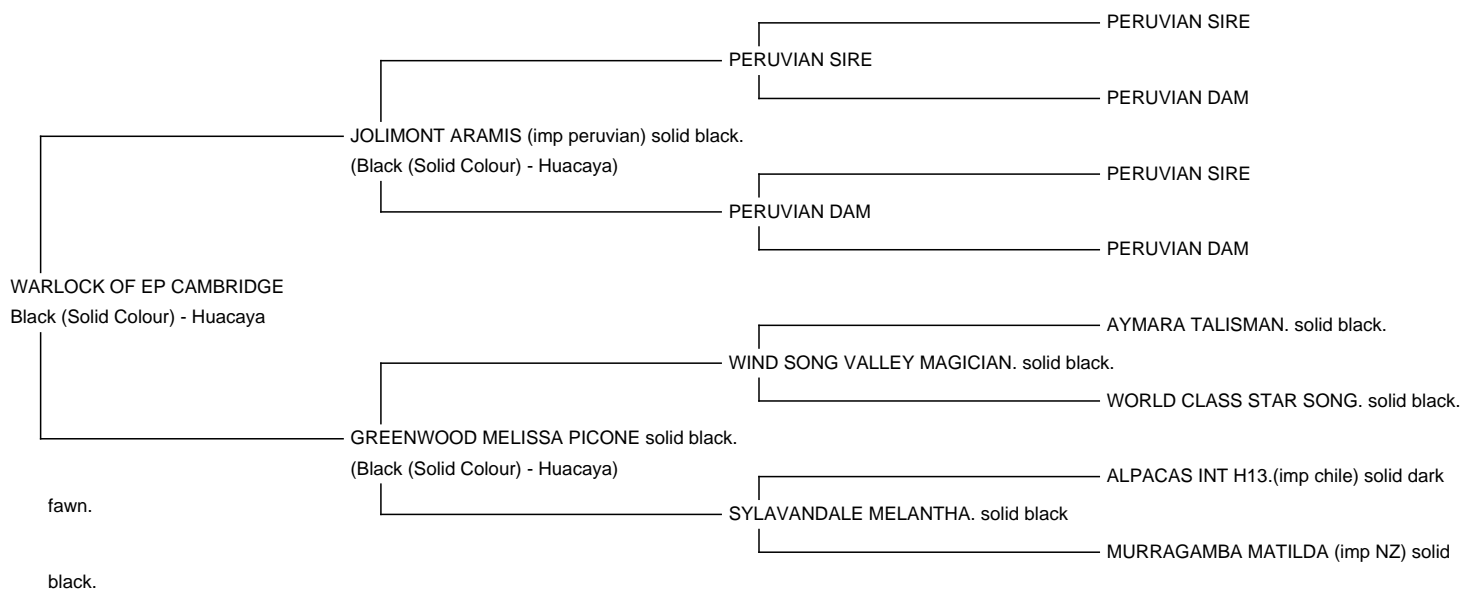 PERUVIAN SIRE
PERUVIAN SIRE
PERUVIAN DAM
JOLIMONT ARAMIS (imp peruvian) solid black.
(Black (Solid Colour) - Huacaya)
PERUVIAN SIRE
PERUVIAN DAM
PERUVIAN DAM
WARLOCK OF EP CAMBRIDGE
Black (Solid Colour) - Huacaya
AYMARA TALISMAN. solid black.
WIND SONG VALLEY MAGICIAN. solid black.
WORLD CLASS STAR SONG. solid black.
GREENWOOD MELISSA PICONE solid black.
(Black (Solid Colour) - Huacaya)
ALPACAS INT H13.(imp chile) solid dark
fawn.
SYLAVANDALE MELANTHA. solid black
MURRAGAMBA MATILDA (imp NZ) solid
black.